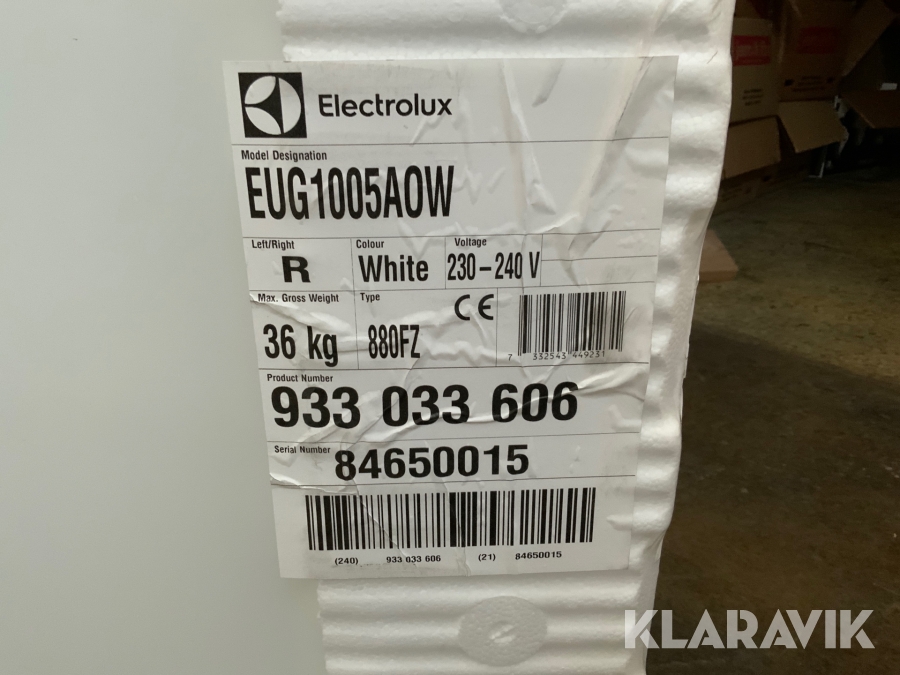 Electrolux
Model Designation
EUG1005AOW
Left/Right
R
Colour
White
Voltage
230-240 V
Max. Gross Weight
36 kg
Type
880FZ
CE
7 332543 449231
Product Number
933 033 606
Serial Number
84650015
(240) 933 033 606 (21) 84650015
KLARAVIK